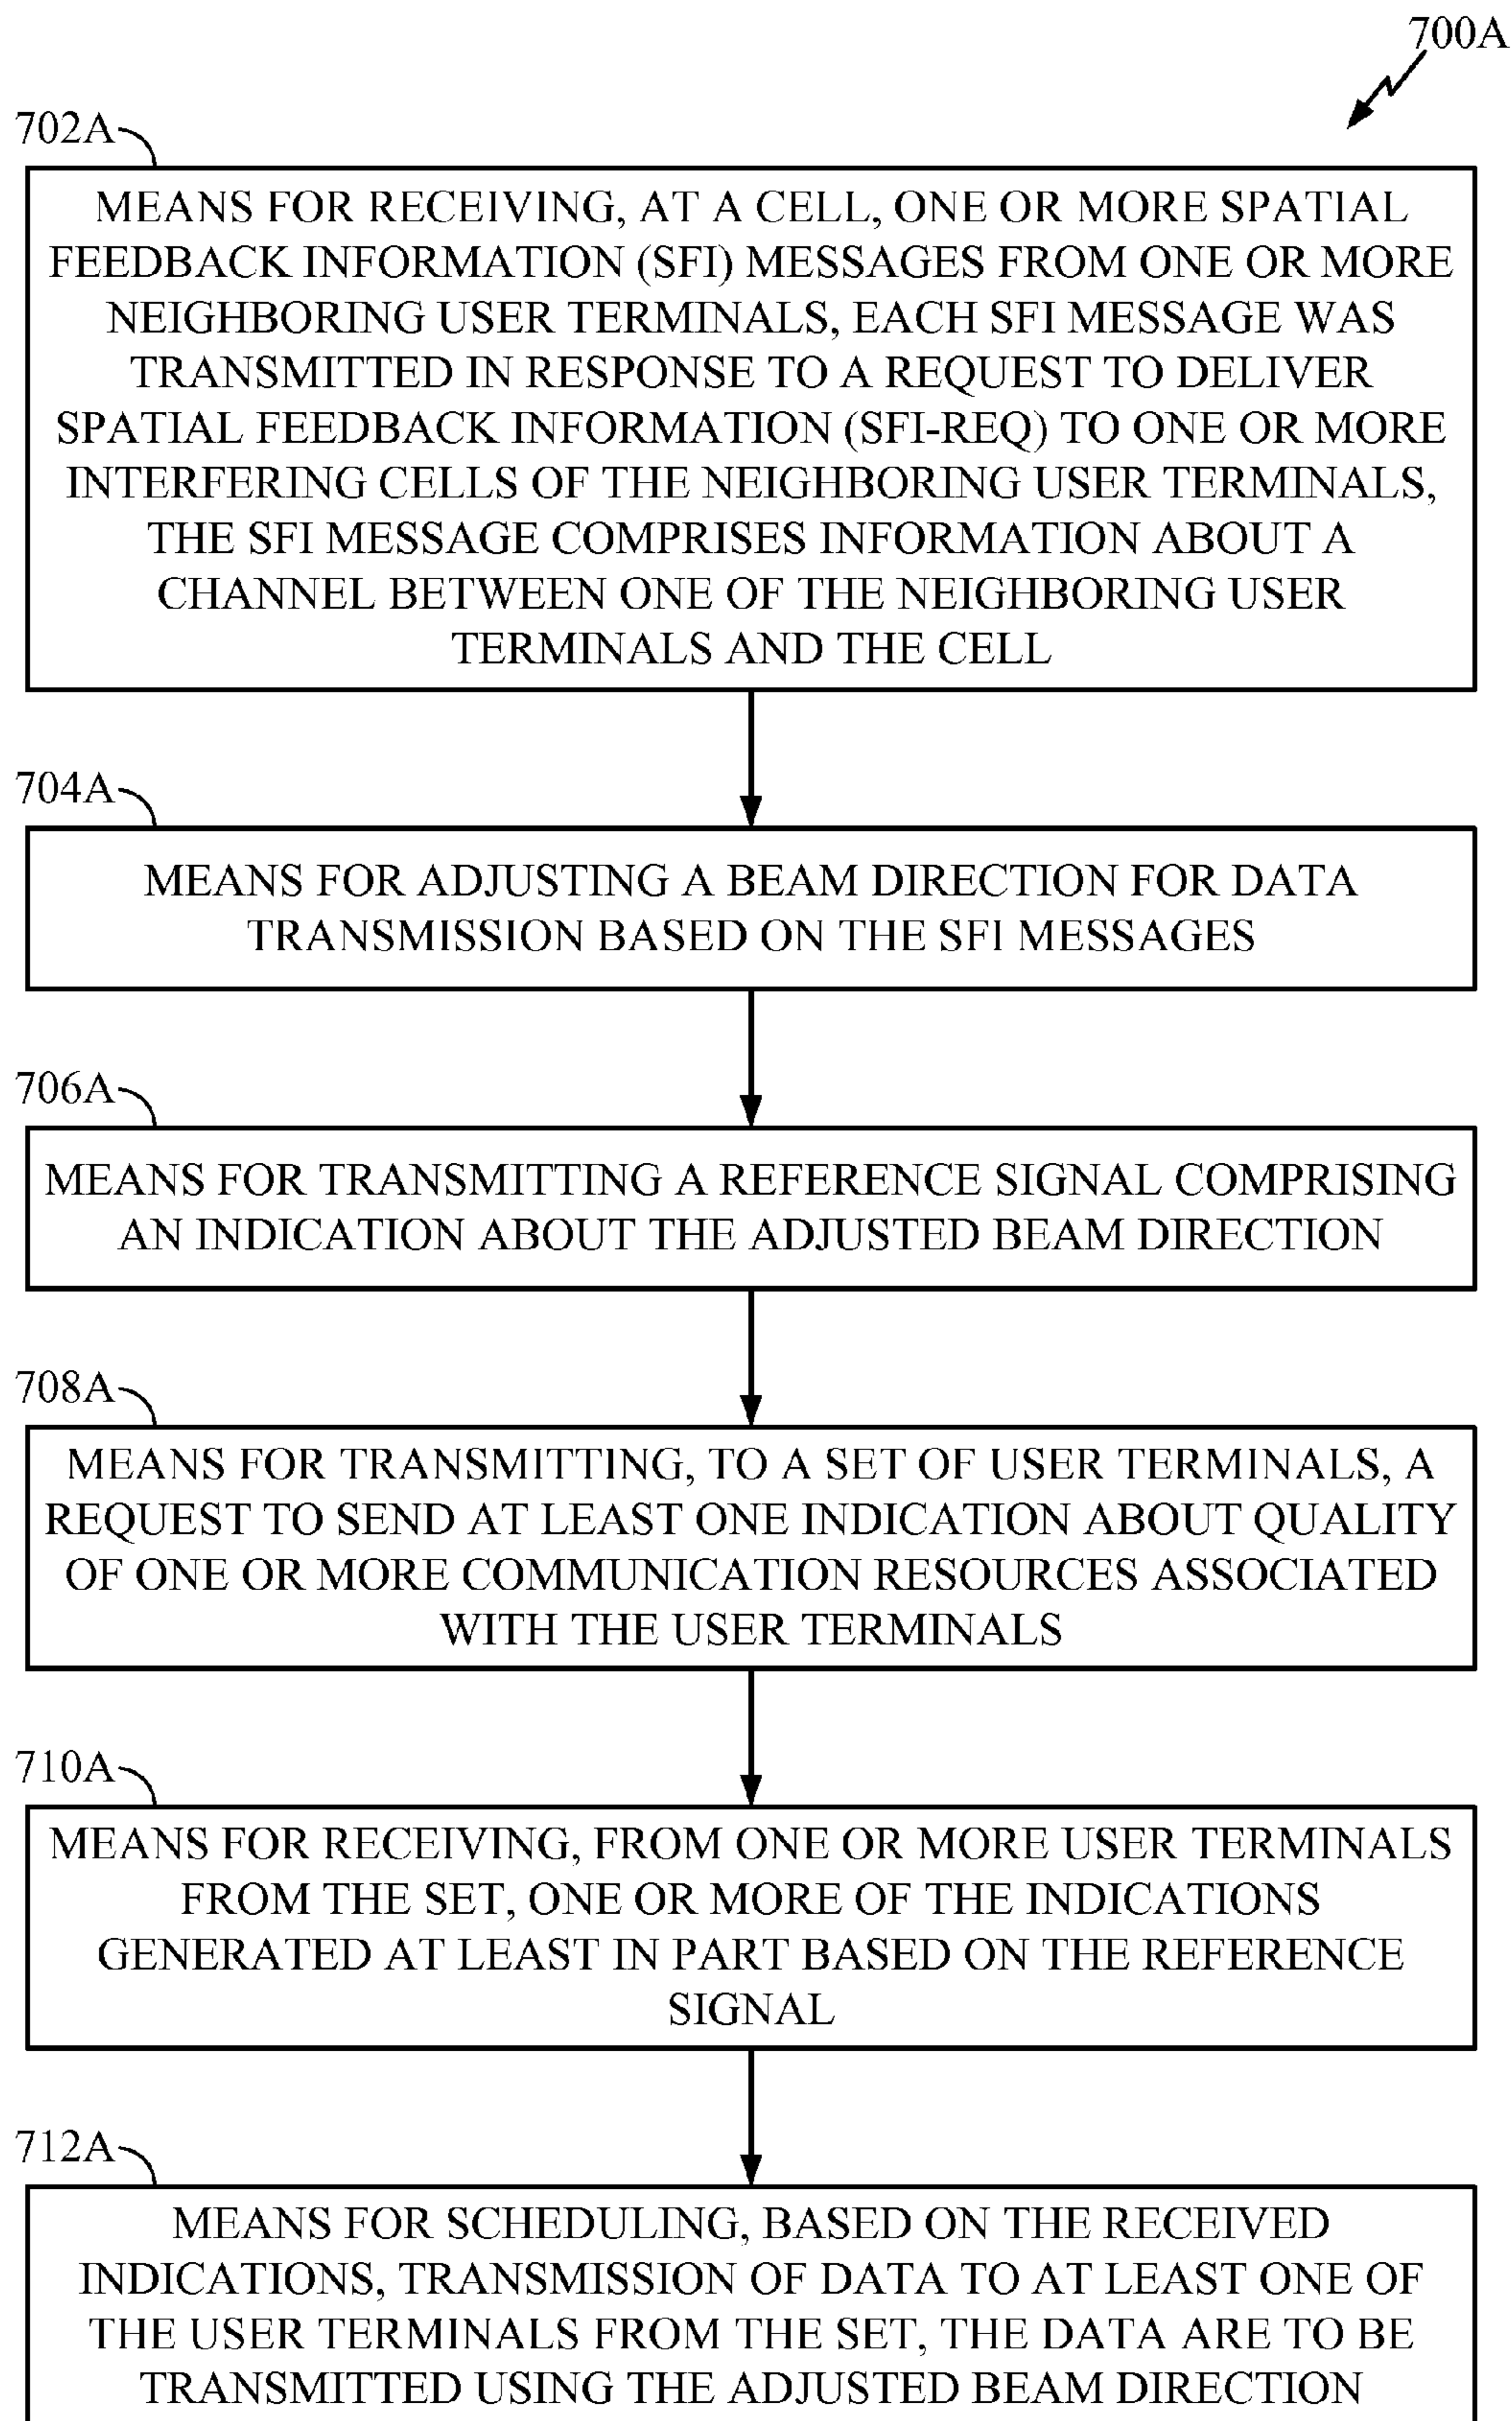 700A
702A
MEANS FOR RECEIVING, AT A CELL, ONE OR MORE SPATIAL
FEEDBACK INFORMATION (SFI) MESSAGES FROM ONE OR MORE
NEIGHBORING USER TERMINALS, EACH SFI MESSAGE WAS
TRANSMITTED IN RESPONSE TO A REQUEST TO DELIVER
SPATIAL FEEDBACK INFORMATION (SFI-REQ) TO ONE OR MORE
INTERFERING CELLS OF THE NEIGHBORING USER TERMINALS,
THE SFI MESSAGE COMPRISES INFORMATION ABOUT A
CHANNEL BETWEEN ONE OF THE NEIGHBORING USER
TERMINALS AND THE CELL
704A
MEANS FOR ADJUSTING A BEAM DIRECTION FOR DATA
TRANSMISSION BASED ON THE SFI MESSAGES
706A
MEANS FOR TRANSMITTING A REFERENCE SIGNAL COMPRISING
AN INDICATION ABOUT THE ADJUSTED BEAM DIRECTION
708A
MEANS FOR TRANSMITTING, TO A SET OF USER TERMINALS, A
REQUEST TO SEND AT LEAST ONE INDICATION ABOUT QUALITY
OF ONE OR MORE COMMUNICATION RESOURCES ASSOCIATED
WITH THE USER TERMINALS
710A
MEANS FOR RECEIVING, FROM ONE OR MORE USER TERMINALS
FROM THE SET, ONE OR MORE OF THE INDICATIONS
GENERATED AT LEAST IN PART BASED ON THE REFERENCE
SIGNAL
712A
MEANS FOR SCHEDULING, BASED ON THE RECEIVED
INDICATIONS, TRANSMISSION OF DATA TO AT LEAST ONE OF
THE USER TERMINALS FROM THE SET, THE DATA ARE TO BE
TRANSMITTED USING THE ADJUSTED BEAM DIRECTION